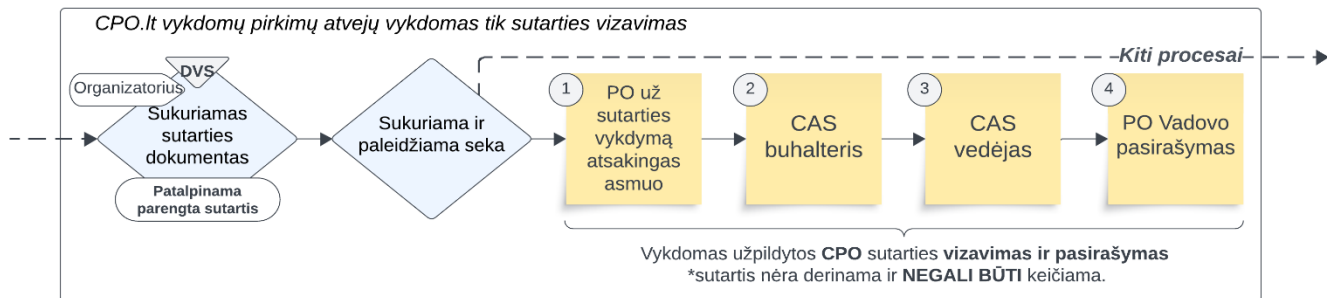 CPO.lt vykdomų pirkimų atvejų vykdomas tik sutarties vizavimas
DVS
Organizatorius
Sukuriamas
sutarties
dokumentas
Patalpinama
parengta sutartis
Sukuriama ir
paleidžiama seka
Kiti procesai
1
PO už
sutarties
vykdymą
atsakingas
asmuo
2
CAS
buhalteris
3
CAS
vedėjas
4
PO Vadovo
pasirašymas
Vykdomas užpildytos CPO sutarties vizavimas ir pasirašymas
*sutartis nėra derinama ir NEGALI BŪTI keičiama.